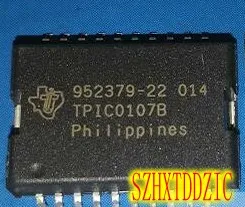 952379-22 014
TPIC0107B
Philippines
SZHXTDDZIC